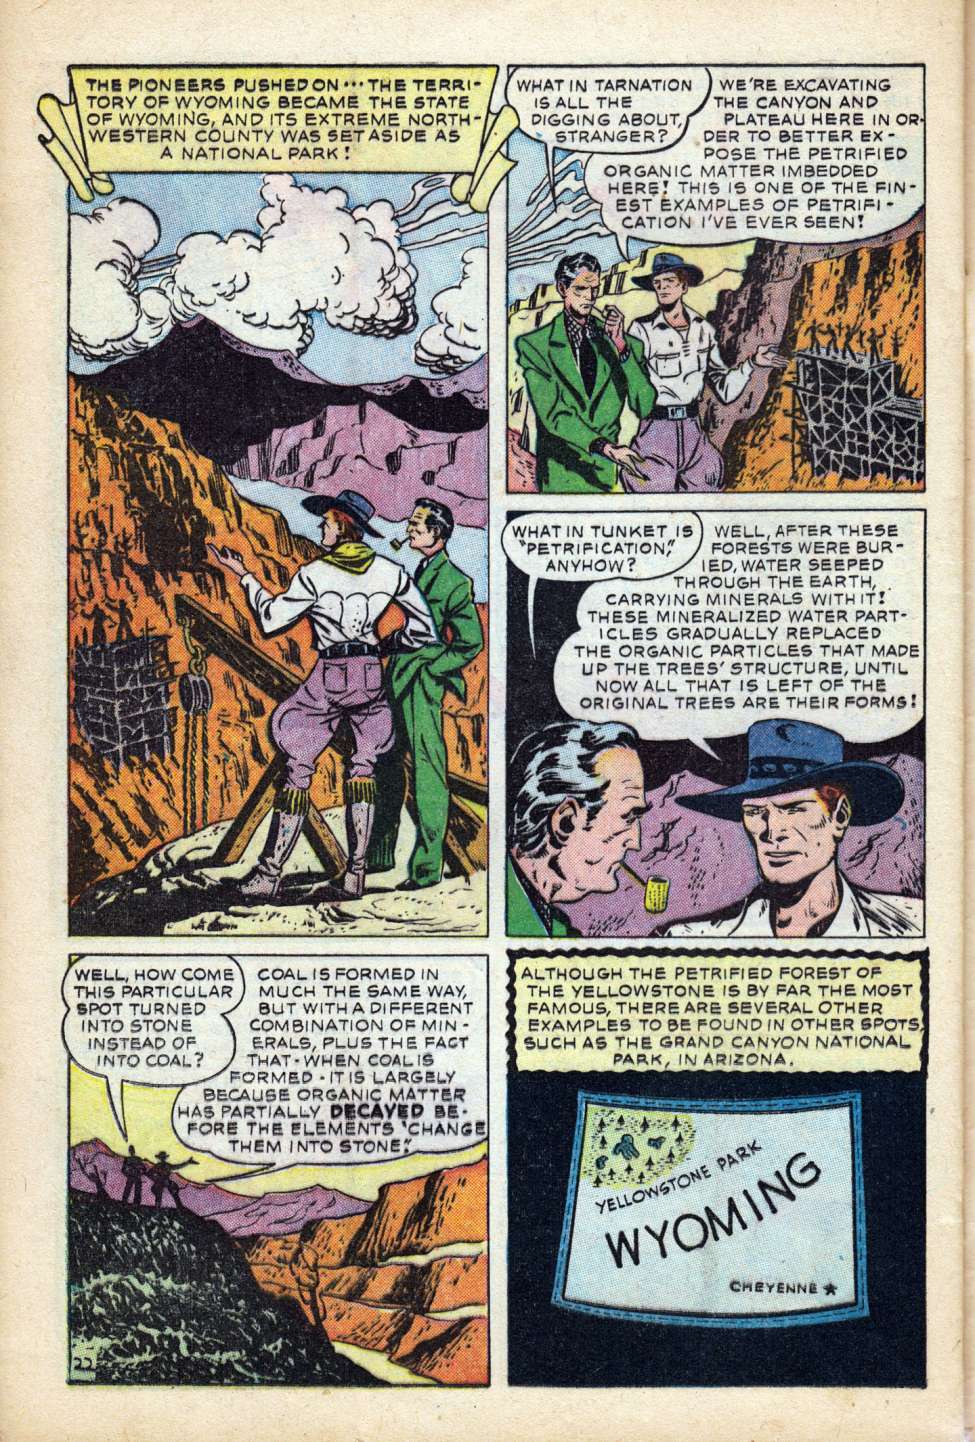 THE PIONEERS PUSHED ON ··· THE TERRI-
TORY OF WYOMING BECAME THE STATE
OF WYOMING, AND ITS EXTREME NORTH-
WESTERN COUNTY WAS SET ASIDE AS
A NATIONAL PARK!
WHAT IN TARNATION
IS ALL THE
DIGGING ABOUT,
STRANGER?
WE'RE EXCAVATING
THE CANYON AND
PLATEAU HERE IN OR-
DER TO BETTER EX-
POSE THE PETRIFIED
ORGANIC MATTER IMBEDDED
HERE! THIS IS ONE OF THE FIN-
EST EXAMPLES OF PETRIFI-
CATION I'VE EVER SEEN!
WHAT IN TUNKET IS
"PETRIFICATION,"
ANYHOW?
WELL, AFTER THESE
FORESTS WERE BUR-
IED, WATER SEEPED
THROUGH THE EARTH,
CARRYING MINERALS WITH IT!
THESE MINERALIZED WATER PART-
ICLES GRADUALLY REPLACED
THE ORGANIC PARTICLES THAT MADE
UP THE TREES' STRUCTURE, UNTIL
NOW ALL THAT IS LEFT OF THE
ORIGINAL TREES ARE THEIR FORMS!
WELL, HOW COME
THIS PARTICULAR
SPOT TURNED
INTO STONE
INSTEAD OF
INTO COAL?
COAL IS FORMED IN
MUCH THE SAME WAY,
BUT WITH A DIFFERENT
COMBINATION OF MIN-
ERALS, PLUS THE FACT
THAT - WHEN COAL IS
FORMED - IT IS LARGELY
BECAUSE ORGANIC MATTER
HAS PARTIALLY DECAYED BE-
FORE THE ELEMENTS "CHANGE
THEM INTO STONE."
22
ALTHOUGH THE PETRIFIED FOREST OF
THE YELLOWSTONE IS BY FAR THE MOST
FAMOUS, THERE ARE SEVERAL OTHER
EXAMPLES TO BE FOUND IN OTHER SPOTS,
SUCH AS THE GRAND CANYON NATIONAL
PARK, IN ARIZONA.
YELLOWSTONE PARK
WYOMING
CHEYENNE ★